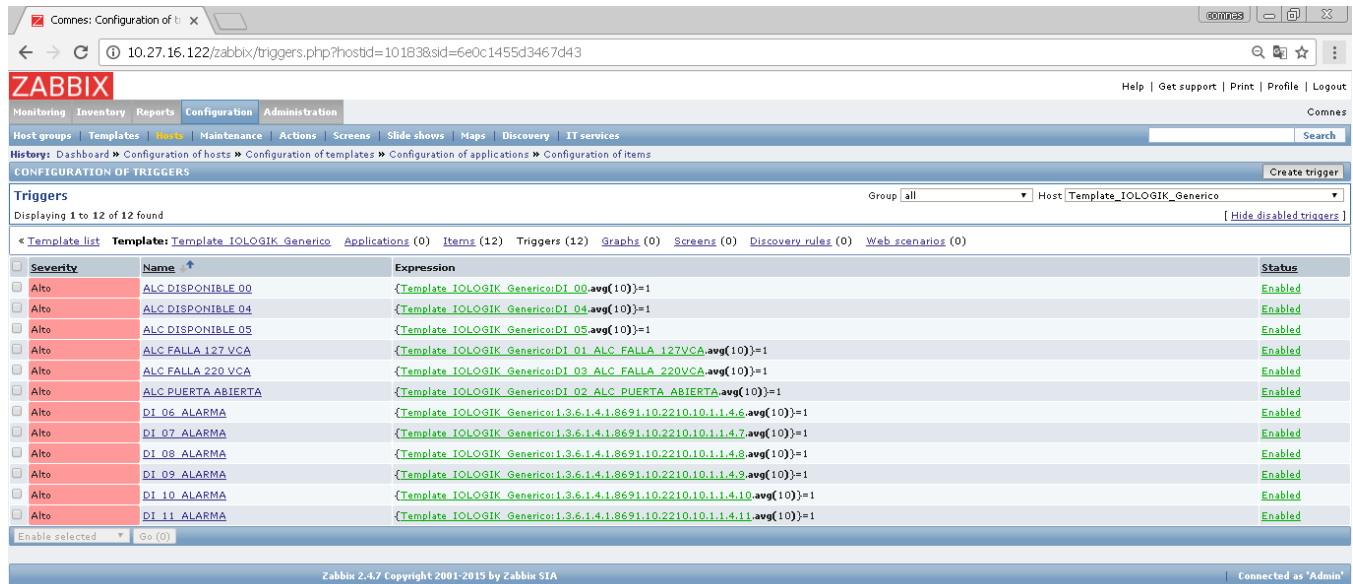 Comnes: Configuration of t
comnes
10.27.16.122/zabbix/triggers.php?hostid=10183&sid=6e0c1455d3467d43
ZABBIX
Help | Get support | Print | Profile | Logout
Monitoring Inventory Reports Configuration Administration
Comnes
Host groups | Templates | Hosts | Maintenance | Actions | Screens | Slide shows | Maps | Discovery | IT services
Search
History: Dashboard » Configuration of hosts » Configuration of templates » Configuration of applications » Configuration of items
CONFIGURATION OF TRIGGERS
Create trigger
Triggers
Group all Host Template_IOLOGIK_Generico
Displaying 1 to 12 of 12 found
[ Hide disabled triggers ]
« Template list Template: Template_IOLOGIK_Generico Applications (0) Items (12) Triggers (12) Graphs (0) Screens (0) Discovery rules (0) Web scenarios (0)
Severity Name Expression Status
Alto ALC DISPONIBLE 00 {Template_IOLOGIK_Generico:DI_00.avg(10)}=1 Enabled
Alto ALC DISPONIBLE 04 {Template_IOLOGIK_Generico:DI_04.avg(10)}=1 Enabled
Alto ALC DISPONIBLE 05 {Template_IOLOGIK_Generico:DI_05.avg(10)}=1 Enabled
Alto ALC FALLA 127 VCA {Template_IOLOGIK_Generico:DI_01_ALC_FALLA_127VCA.avg(10)}=1 Enabled
Alto ALC FALLA 220 VCA {Template_IOLOGIK_Generico:DI_03_ALC_FALLA_220VCA.avg(10)}=1 Enabled
Alto ALC PUERTA ABIERTA {Template_IOLOGIK_Generico:DI_02_ALC_PUERTA_ABIERTA.avg(10)}=1 Enabled
Alto DI_06_ALARMA {Template_IOLOGIK_Generico:1.3.6.1.4.1.8691.10.2210.10.1.1.4.6.avg(10)}=1 Enabled
Alto DI_07_ALARMA {Template_IOLOGIK_Generico:1.3.6.1.4.1.8691.10.2210.10.1.1.4.7.avg(10)}=1 Enabled
Alto DI_08_ALARMA {Template_IOLOGIK_Generico:1.3.6.1.4.1.8691.10.2210.10.1.1.4.8.avg(10)}=1 Enabled
Alto DI_09_ALARMA {Template_IOLOGIK_Generico:1.3.6.1.4.1.8691.10.2210.10.1.1.4.9.avg(10)}=1 Enabled
Alto DI_10_ALARMA {Template_IOLOGIK_Generico:1.3.6.1.4.1.8691.10.2210.10.1.1.4.10.avg(10)}=1 Enabled
Alto DI_11_ALARMA {Template_IOLOGIK_Generico:1.3.6.1.4.1.8691.10.2210.10.1.1.4.11.avg(10)}=1 Enabled
Enable selected Go (0)
Zabbix 2.4.7 Copyright 2001-2015 by Zabbix SIA
Connected as 'Admin'